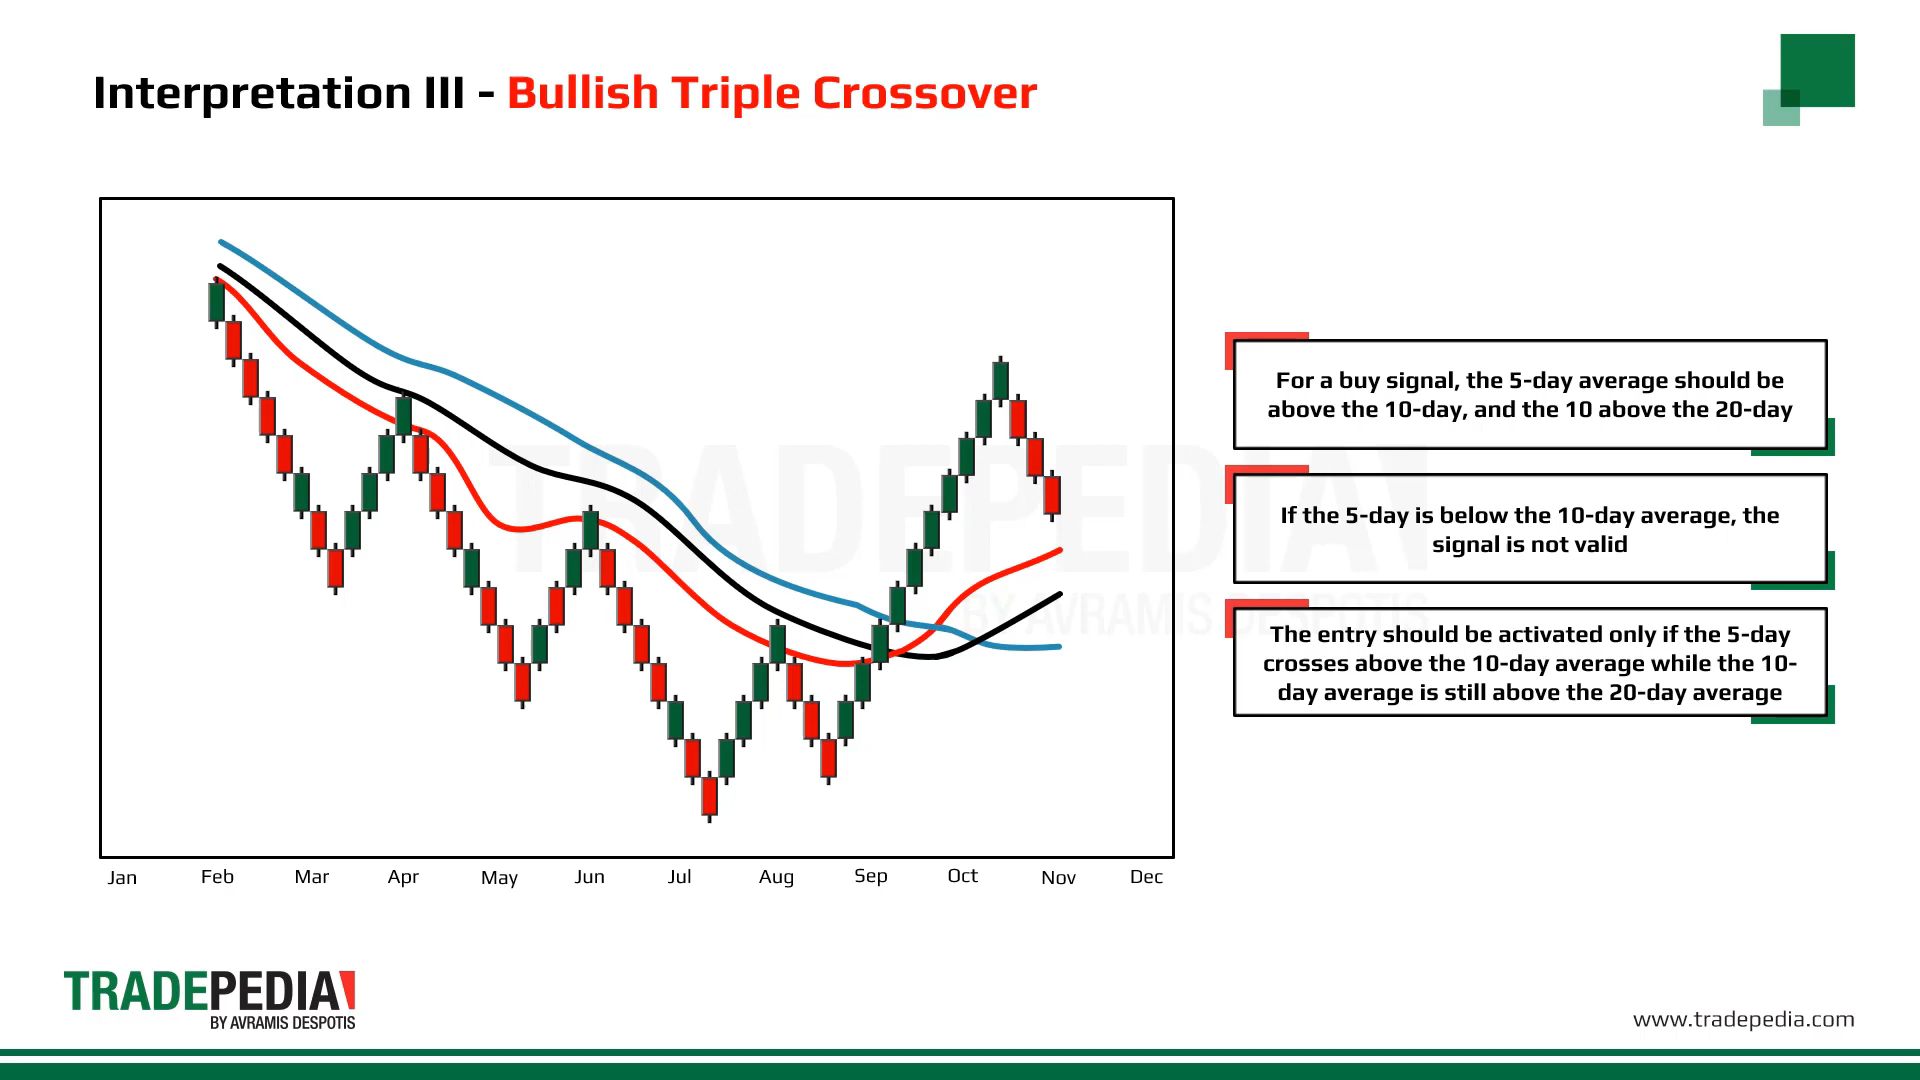 Interpretation III - Bullish Triple Crossover
TRADEPEDIA
BY AVRAMIS DESPOTIS
For a buy signal, the 5-day average should be
above the 10-day, and the 10 above the 20-day
If the 5-day is below the 10-day average, the
signal is not valid
The entry should be activated only if the 5-day
crosses above the 10-day average while the 10-
day average is still above the 20-day average
Jan Feb Mar Apr May Jun Jul Aug Sep Oct Nov Dec
TRADEPEDIA
BY AVRAMIS DESPOTIS
www.tradepedia.com